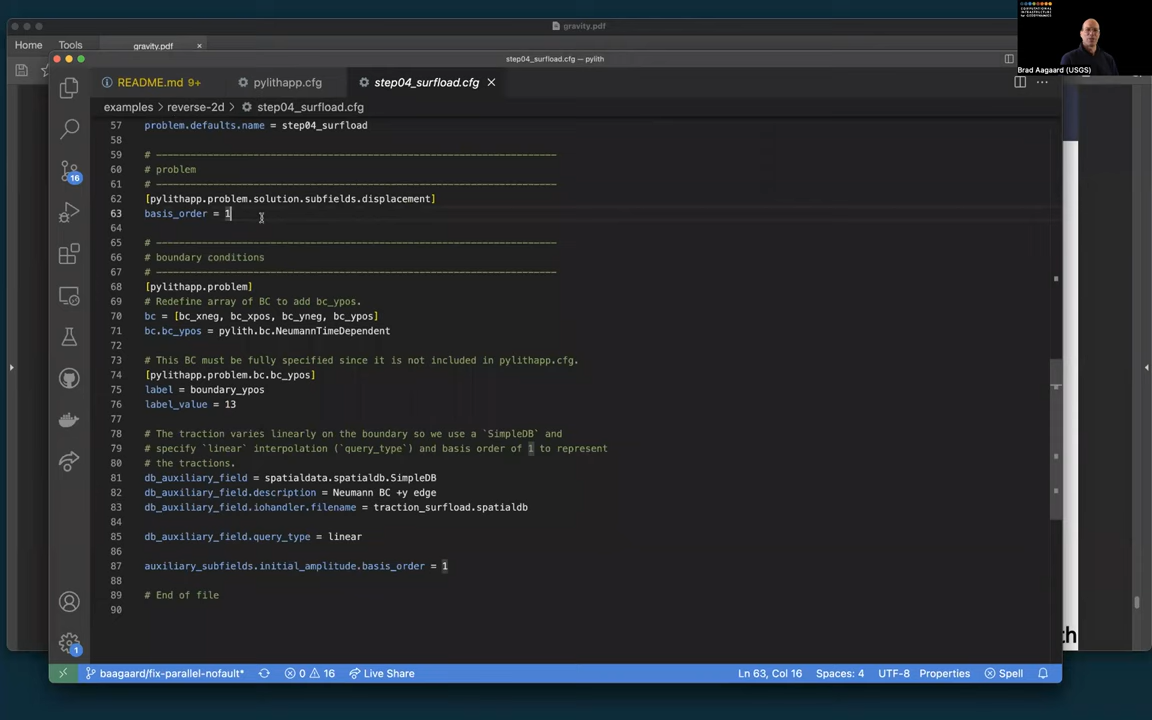 gravity.pdf
Home Tools gravity.pdf ×
COMPUTATIONAL
INFRASTRUCTURE
for GEODYNAMICS
Brad Aagaard (USGS)
step04_surfload.cfg — pylith
README.md 9+ pylithapp.cfg step04_surfload.cfg ×
examples > reverse-2d > step04_surfload.cfg
57 problem.defaults.name = step04_surfload
58
59 # ----------------------------------------------------------------------
60 # problem
61 # ----------------------------------------------------------------------
62 [pylithapp.problem.solution.subfields.displacement]
63 basis_order = 1
64
65 # ----------------------------------------------------------------------
66 # boundary conditions
67 # ----------------------------------------------------------------------
68 [pylithapp.problem]
69 # Redefine array of BC to add bc_ypos.
70 bc = [bc_xneg, bc_xpos, bc_yneg, bc_ypos]
71 bc.bc_ypos = pylith.bc.NeumannTimeDependent
72
73 # This BC must be fully specified since it is not included in pylithapp.cfg.
74 [pylithapp.problem.bc.bc_ypos]
75 label = boundary_ypos
76 label_value = 13
77
78 # The traction varies linearly on the boundary so we use a `SimpleDB` and
79 # specify `linear` interpolation (`query_type`) and basis order of 1 to represent
80 # the tractions.
81 db_auxiliary_field = spatialdata.spatialdb.SimpleDB
82 db_auxiliary_field.description = Neumann BC +y edge
83 db_auxiliary_field.iohandler.filename = traction_surfload.spatialdb
84
85 db_auxiliary_field.query_type = linear
86
87 auxiliary_subfields.initial_amplitude.basis_order = 1
88
89 # End of file
90
16
1
th
baagaard/fix-parallel-nofault* 0 16 Live Share Ln 63, Col 16 Spaces: 4 UTF-8 Properties Spell